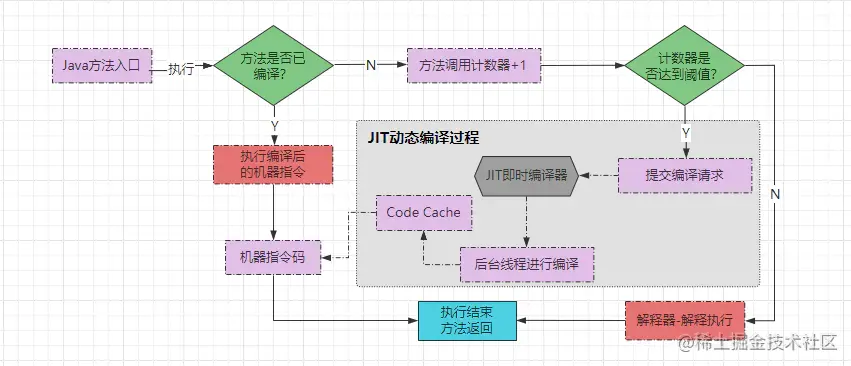 Java方法入口
执行
方法是否已
编译?
N
方法调用计数器+1
计数器是
否达到阈值?
Y
Y
N
执行编译后
的机器指令
JIT动态编译过程
JIT即时编译器
提交编译请求
Code Cache
机器指令码
后台线程进行编译
执行结束
方法返回
解释器-解释执行
@稀土掘金技术社区